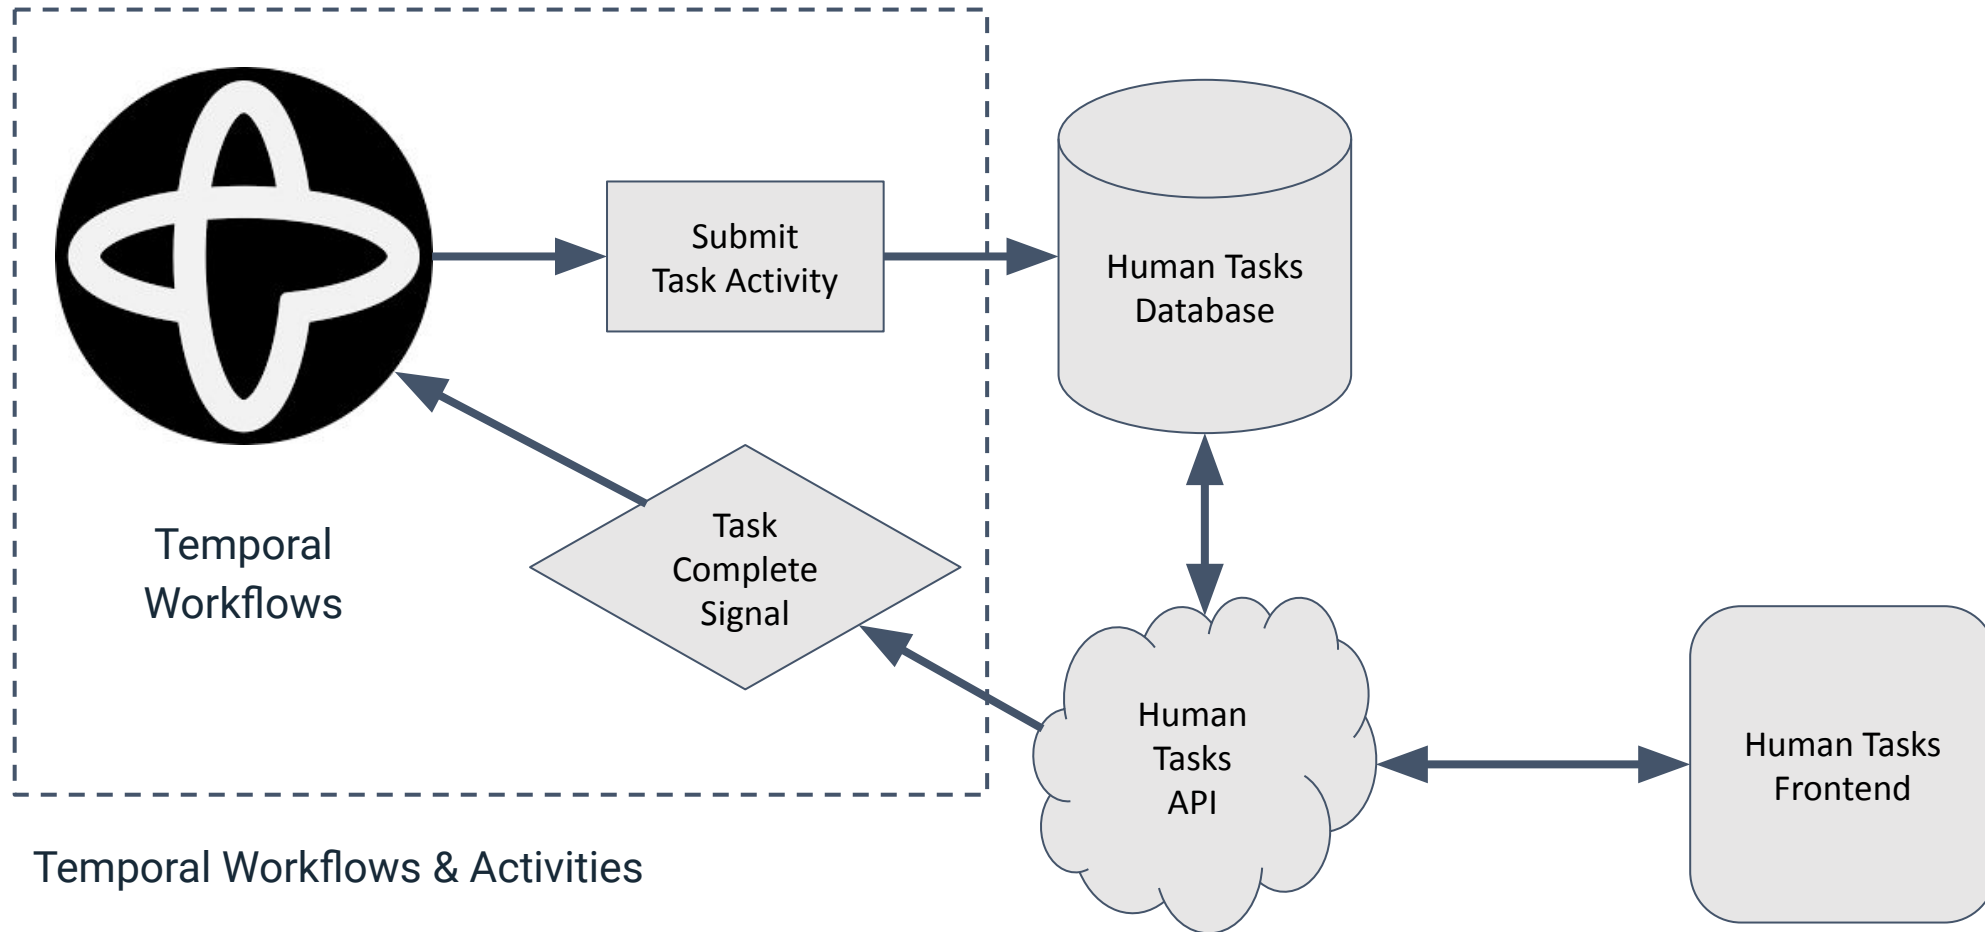 Submit
Task Activity
Human Tasks
Database
Temporal
Workflows
Task
Complete
Signal
Human
Tasks
API
Human Tasks
Frontend
Temporal Workflows & Activities